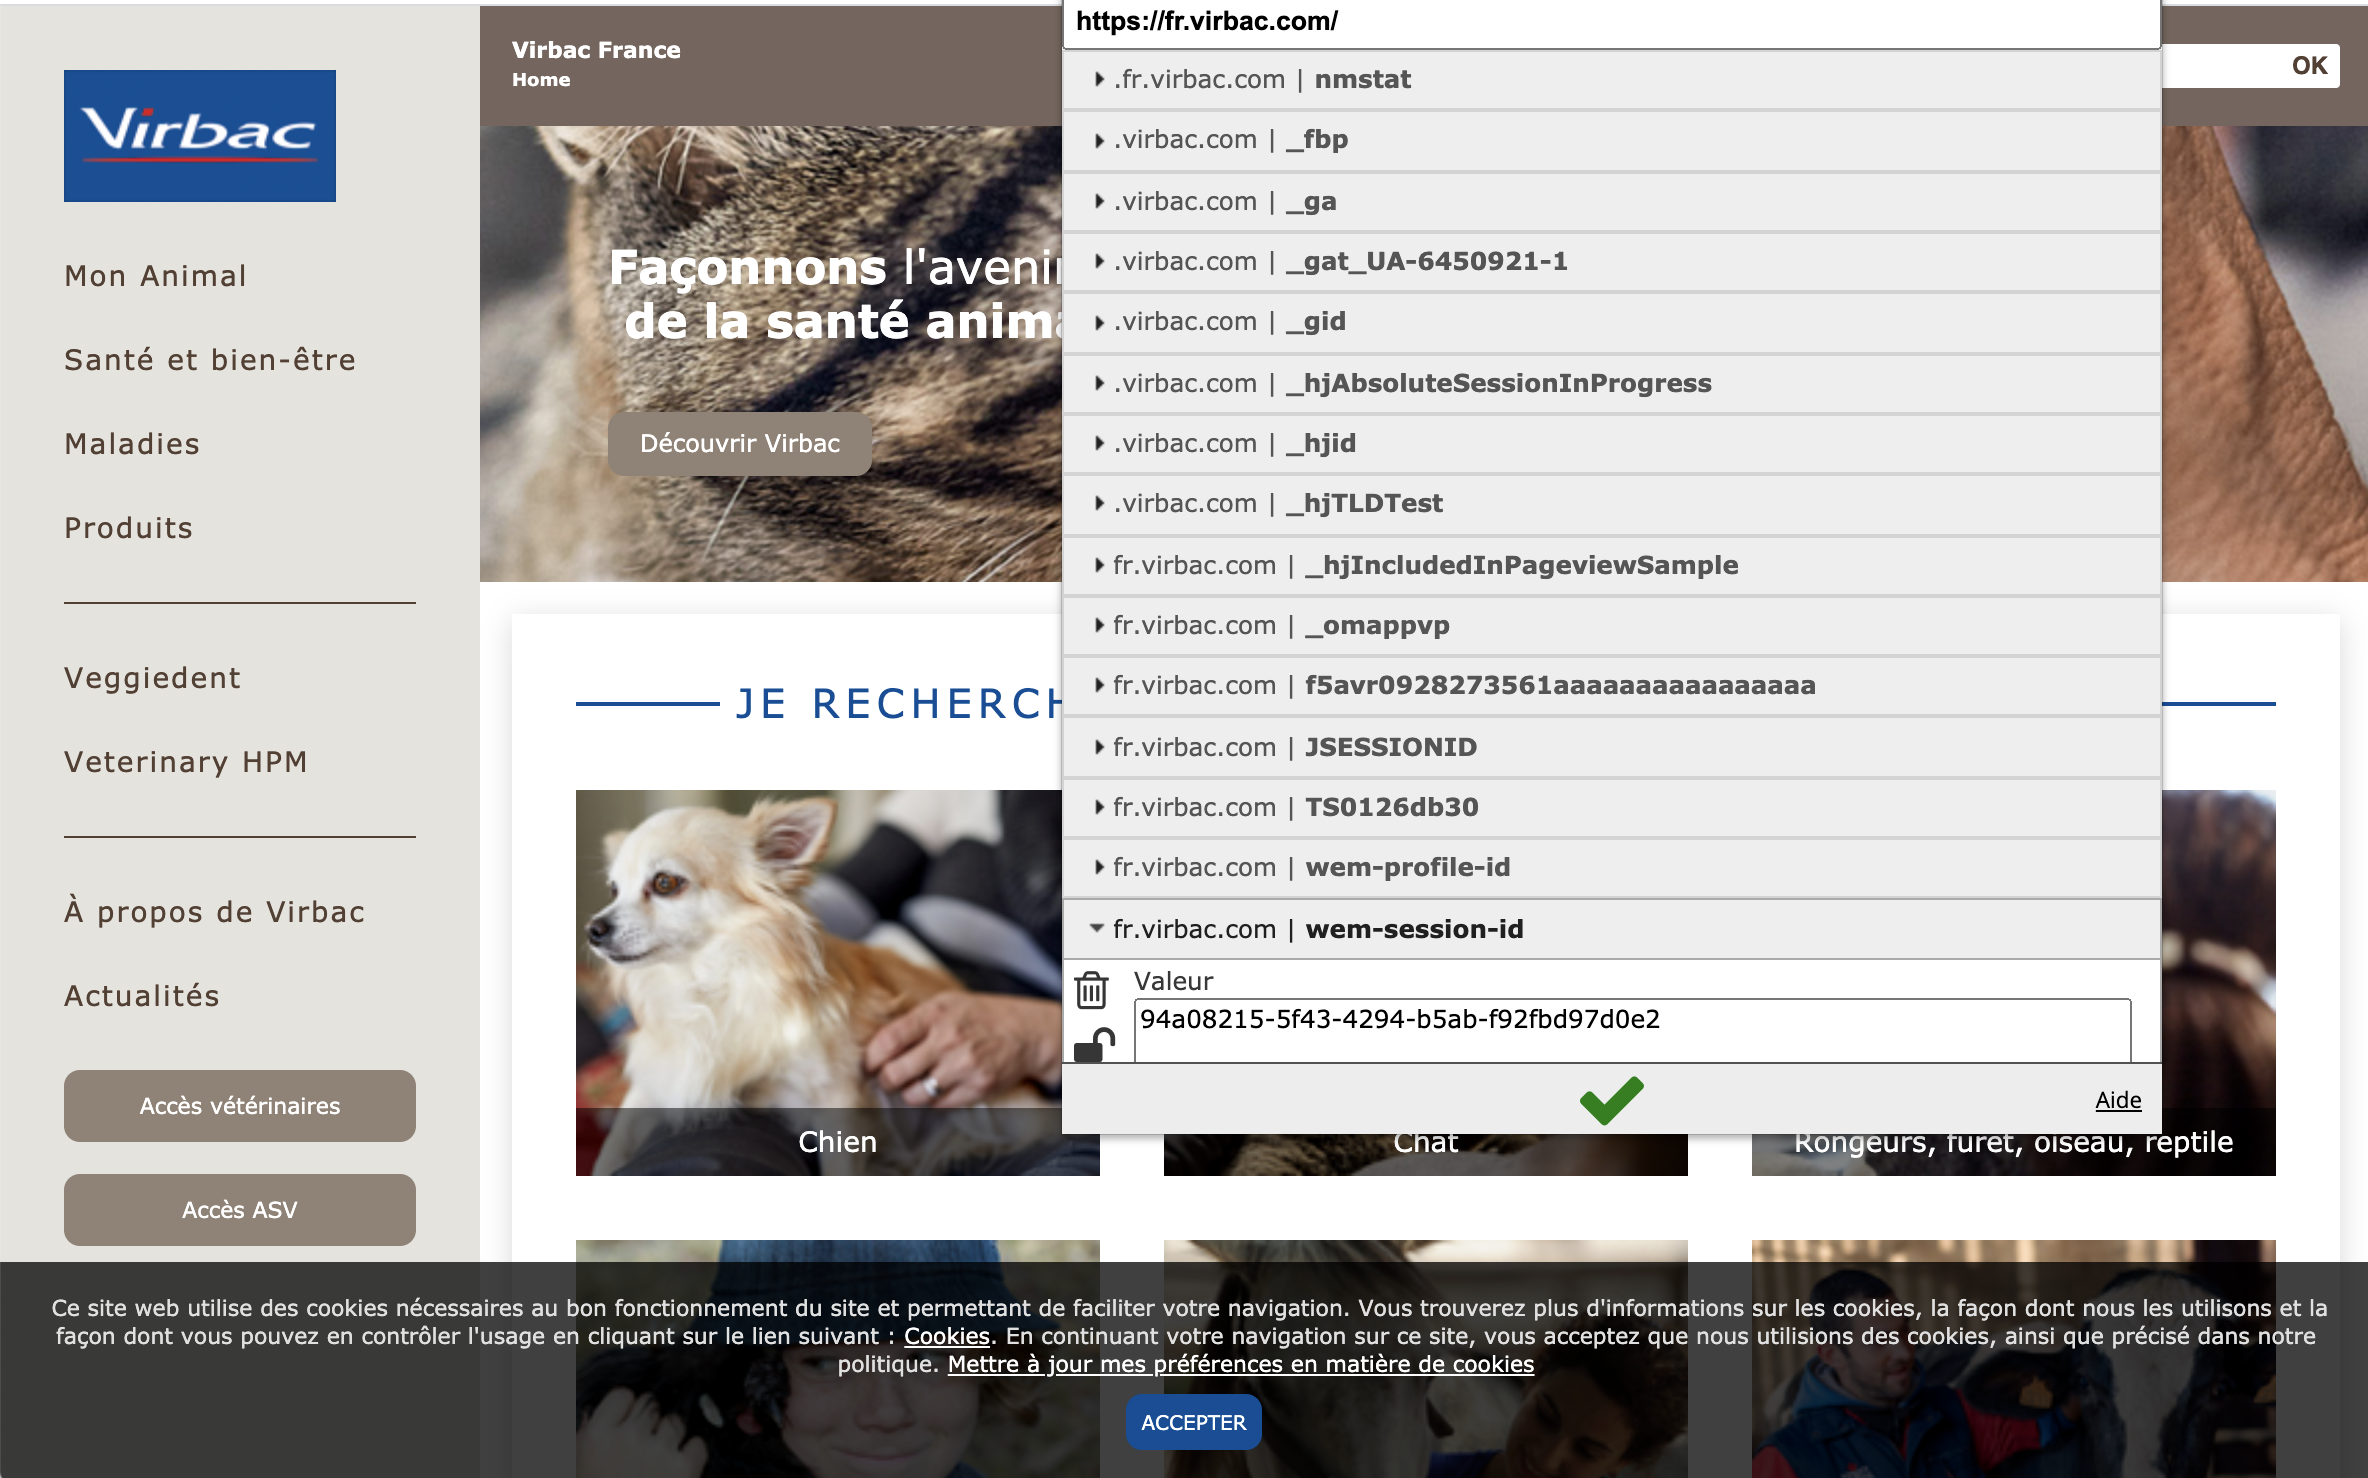 Virbac
Mon Animal
Santé et bien-être
Maladies
Produits
Veggiedent
Veterinary HPM
À propos de Virbac
Actualités
Accès vétérinaires
Accès ASV
Virbac France
Home
OK
Façonnons l'avenir
de la santé anima
Découvrir Virbac
JE RECHERCH
Chien
Chat
Rongeurs, furet, oiseau, reptile
https://fr.virbac.com/
.fr.virbac.com | nmstat
.virbac.com | _fbp
.virbac.com | _ga
.virbac.com | _gat_UA-6450921-1
.virbac.com | _gid
.virbac.com | _hjAbsoluteSessionInProgress
.virbac.com | _hjid
.virbac.com | _hjTLDTest
fr.virbac.com | _hjIncludedInPageviewSample
fr.virbac.com | _omappvp
fr.virbac.com | f5avr0928273561aaaaaaaaaaaaaaaa
fr.virbac.com | JSESSIONID
fr.virbac.com | TS0126db30
fr.virbac.com | wem-profile-id
fr.virbac.com | wem-session-id
Valeur
94a08215-5f43-4294-b5ab-f92fbd97d0e2
Aide
Ce site web utilise des cookies nécessaires au bon fonctionnement du site et permettant de faciliter votre navigation. Vous trouverez plus d'informations sur les cookies, la façon dont nous les utilisons et la
façon dont vous pouvez en contrôler l'usage en cliquant sur le lien suivant : Cookies. En continuant votre navigation sur ce site, vous acceptez que nous utilisions des cookies, ainsi que précisé dans notre
politique. Mettre à jour mes préférences en matière de cookies
ACCEPTER